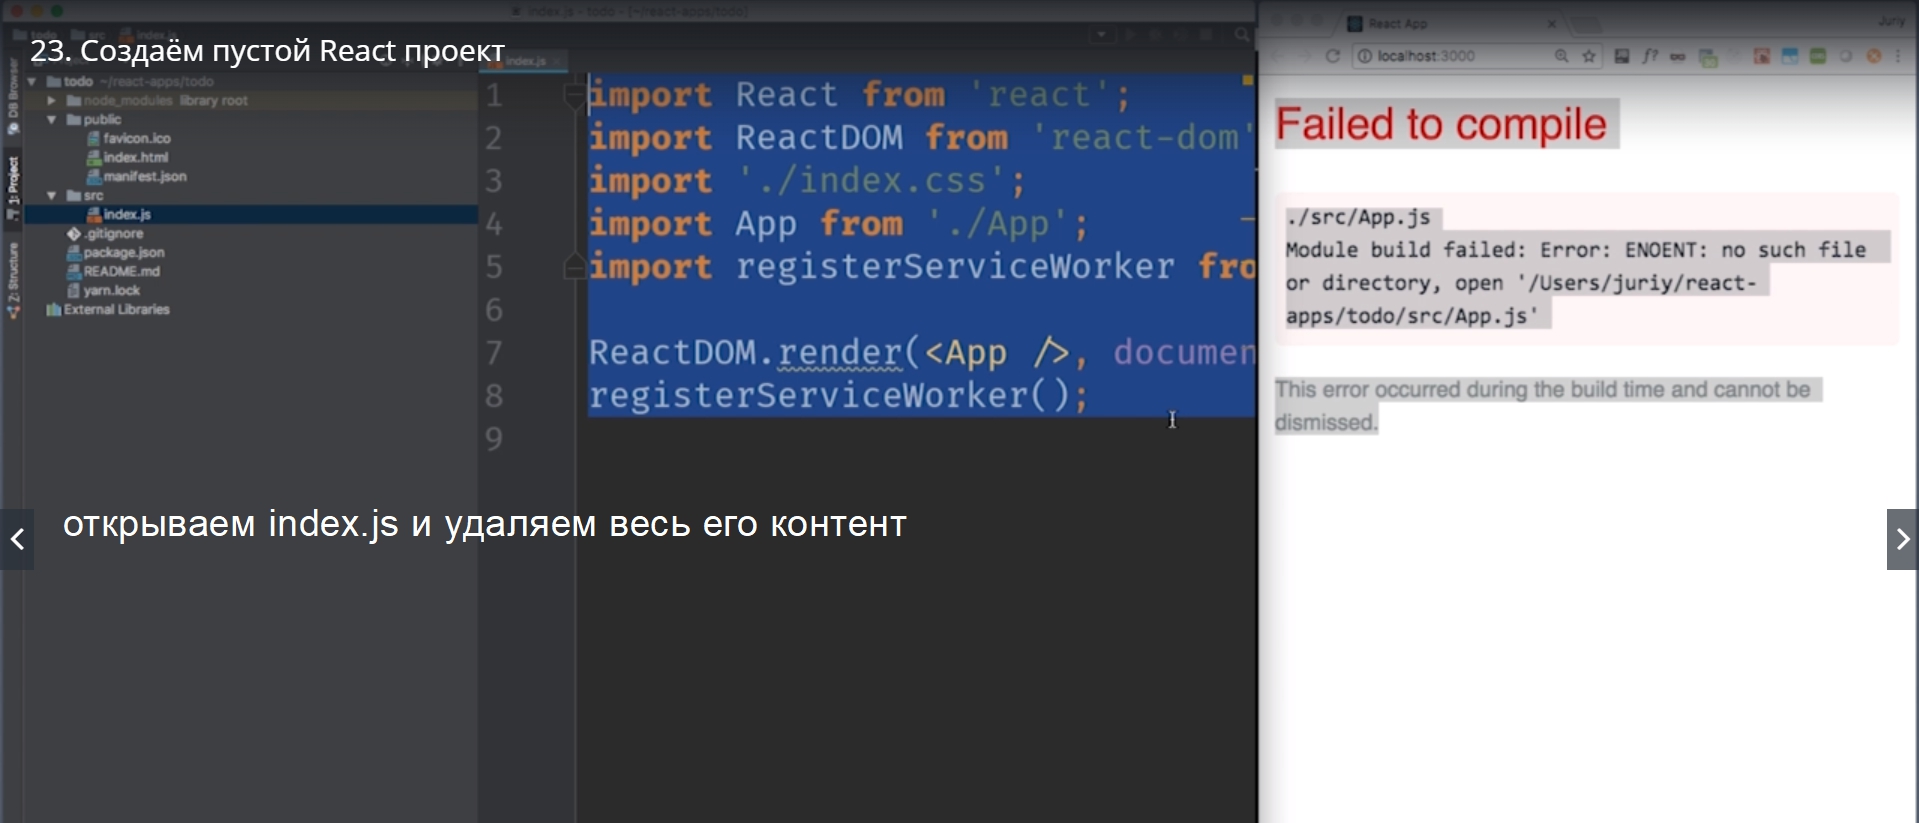 index.js - todo - [~/react-apps/todo]
todo
src
index.js
23. Создаём пустой React проект
DB Browser
1: Project
Z: Structure
todo ~/react-apps/todo
node_modules library root
public
favicon.ico
index.html
manifest.json
src
index.js
.gitignore
package.json
README.md
yarn.lock
External Libraries
index.js
1 import React from 'react';
2 import ReactDOM from 'react-dom'
3 import './index.css';
4 import App from './App';
5 import registerServiceWorker fro
6
7 ReactDOM.render(<App />, documen
8 registerServiceWorker();
9
открываем index.js и удаляем весь его контент
React App
Juriy
localhost:3000
f?
Failed to compile
./src/App.js
Module build failed: Error: ENOENT: no such file
or directory, open '/Users/juriy/react-
apps/todo/src/App.js'
This error occurred during the build time and cannot be
dismissed.